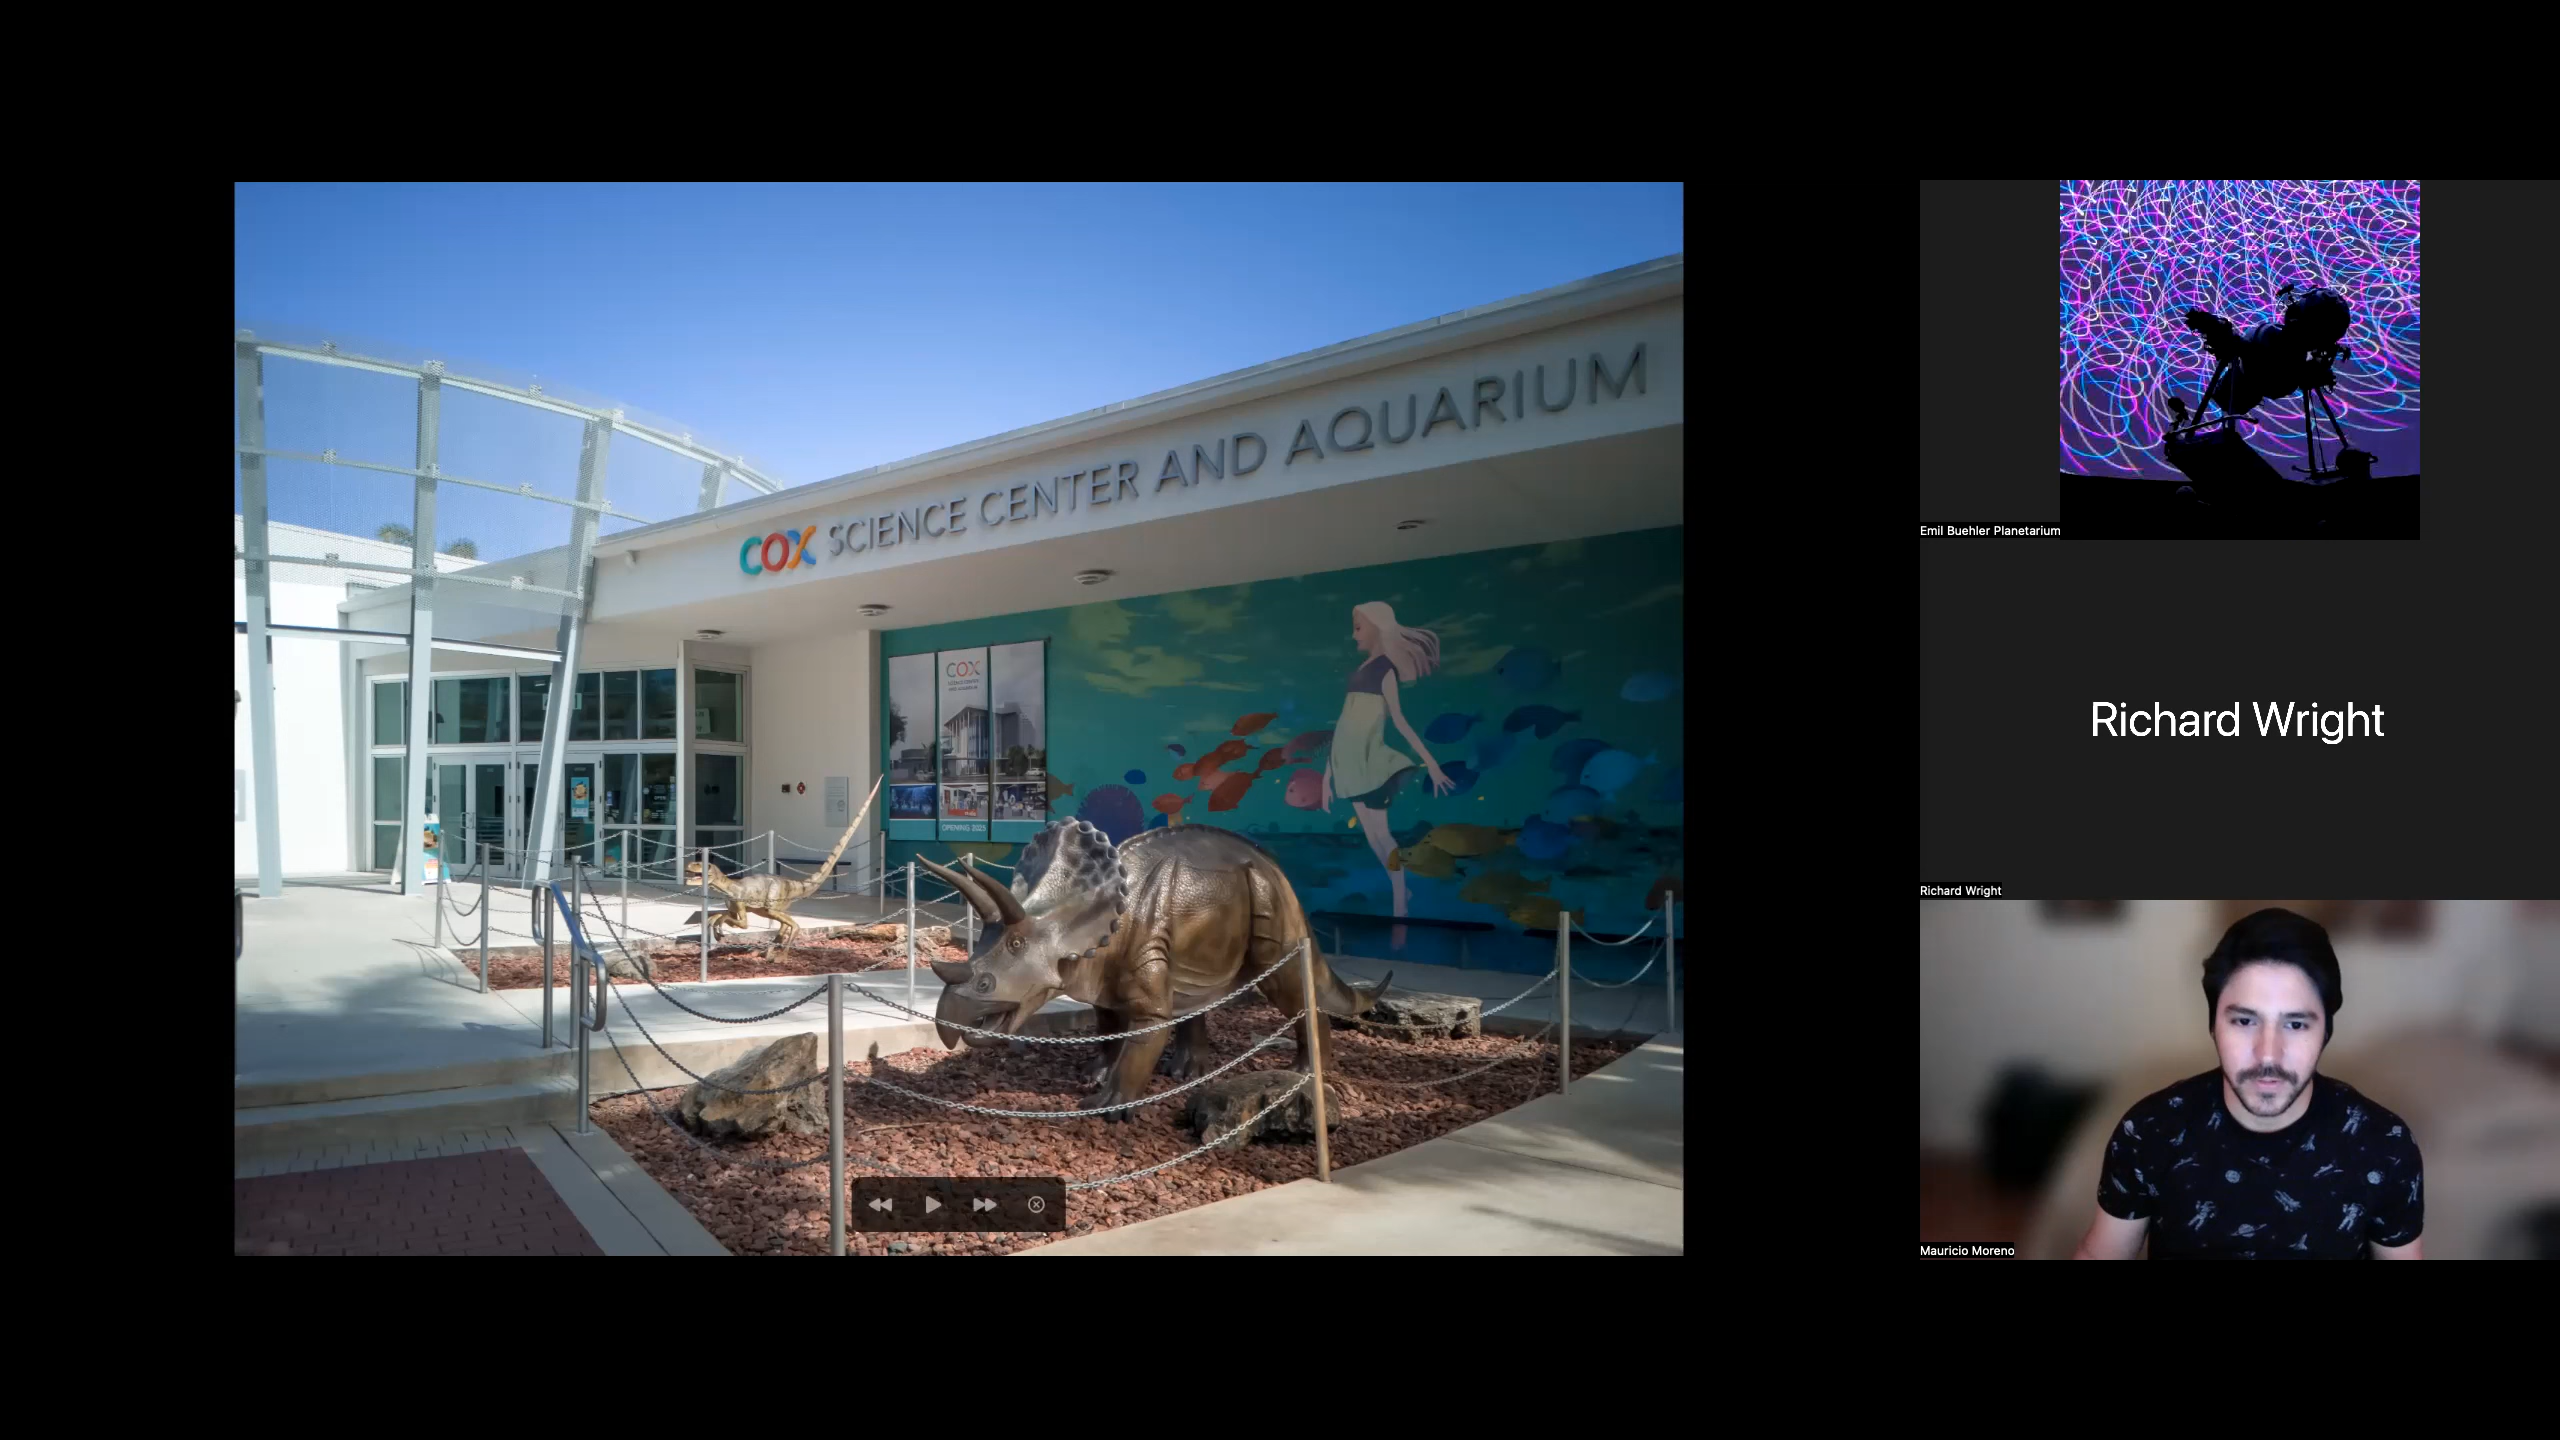 COX SCIENCE CENTER AND AQUARIUM
COX
OPENING 2025
Emil Buehler Planetarium
Richard Wright
Richard Wright
Mauricio Moreno